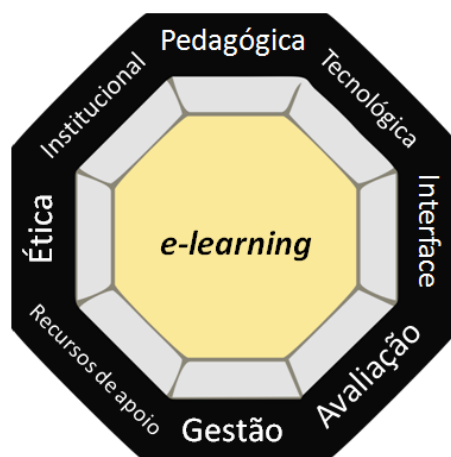 Pedagógica
Tecnológica
Interface
Avaliação
Gestão
Recursos de apoio
Ética
Institucional
e-learning